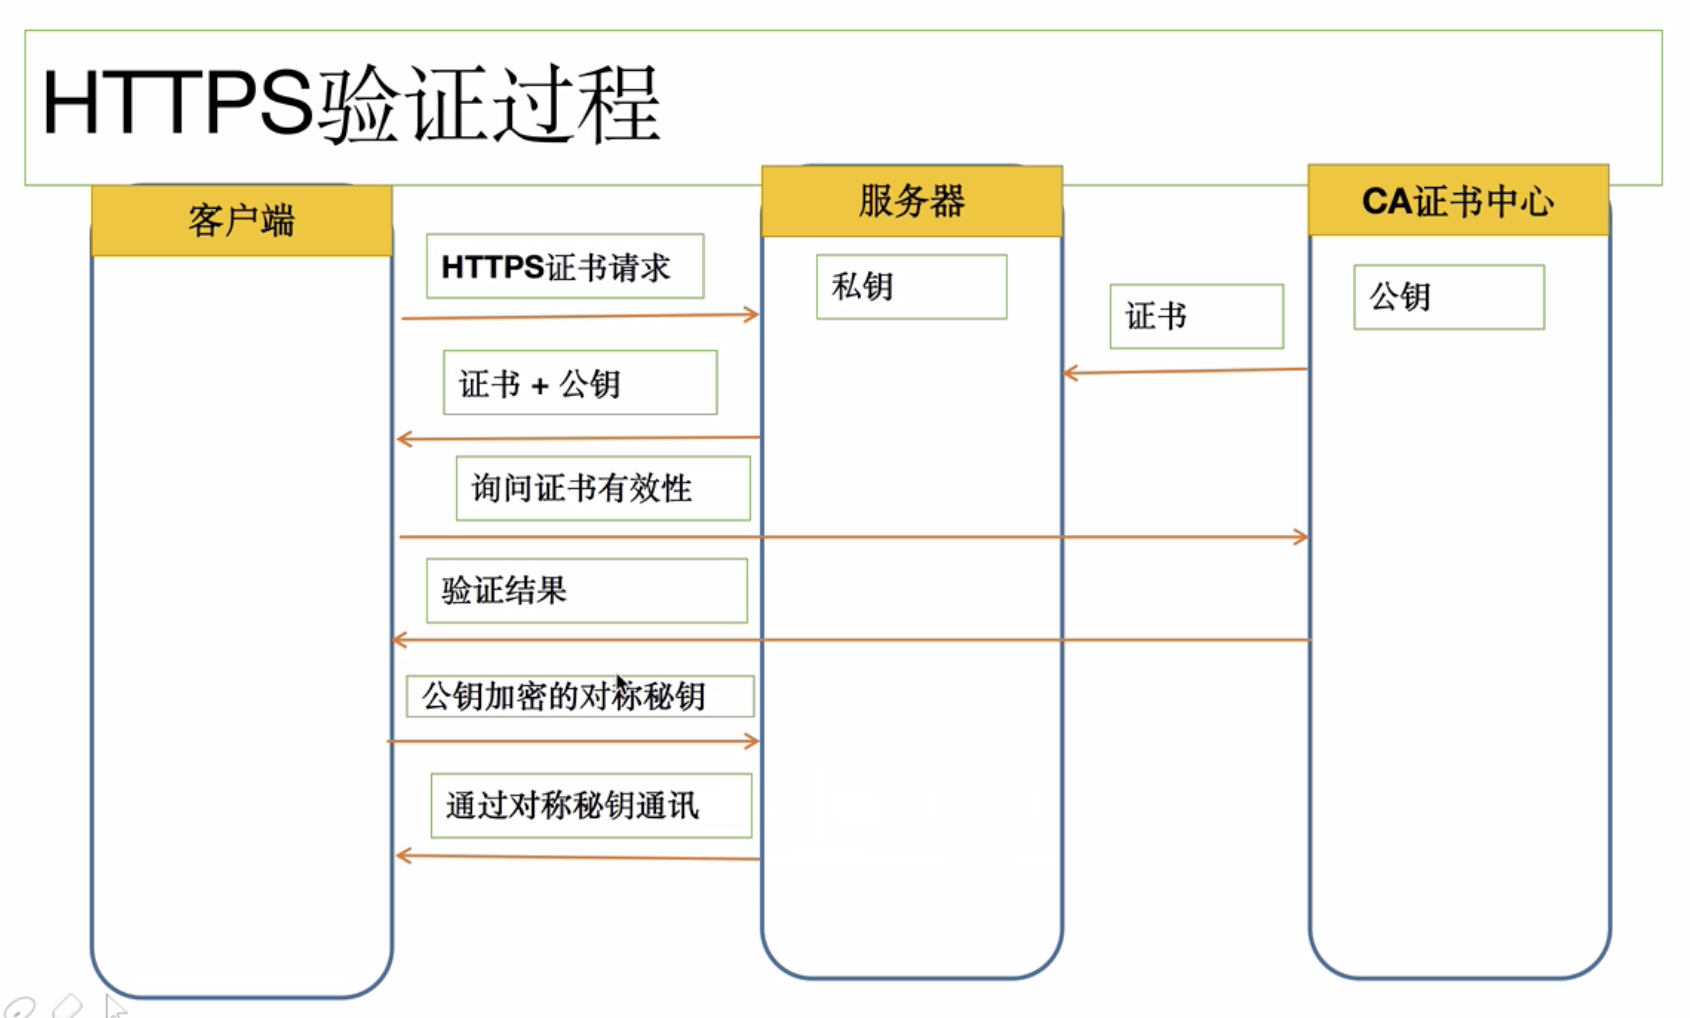 HTTPS验证过程
客户端
服务器
CA证书中心
HTTPS证书请求
私钥
公钥
证书
证书 + 公钥
询问证书有效性
验证结果
公钥加密的对称秘钥
通过对称秘钥通讯